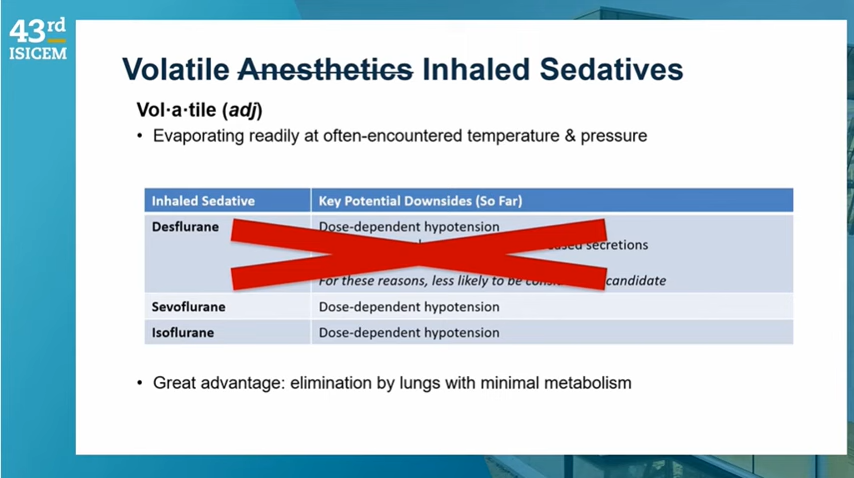 43rd
ISICEM
Volatile Anesthetics Inhaled Sedatives
Vol·a·tile (adj)
• Evaporating readily at often-encountered temperature & pressure
Inhaled Sedative Key Potential Downsides (So Far)
Desflurane Dose-dependent hypotension
secretions
For these reasons, less likely to be candidate
Sevoflurane Dose-dependent hypotension
Isoflurane Dose-dependent hypotension
• Great advantage: elimination by lungs with minimal metabolism